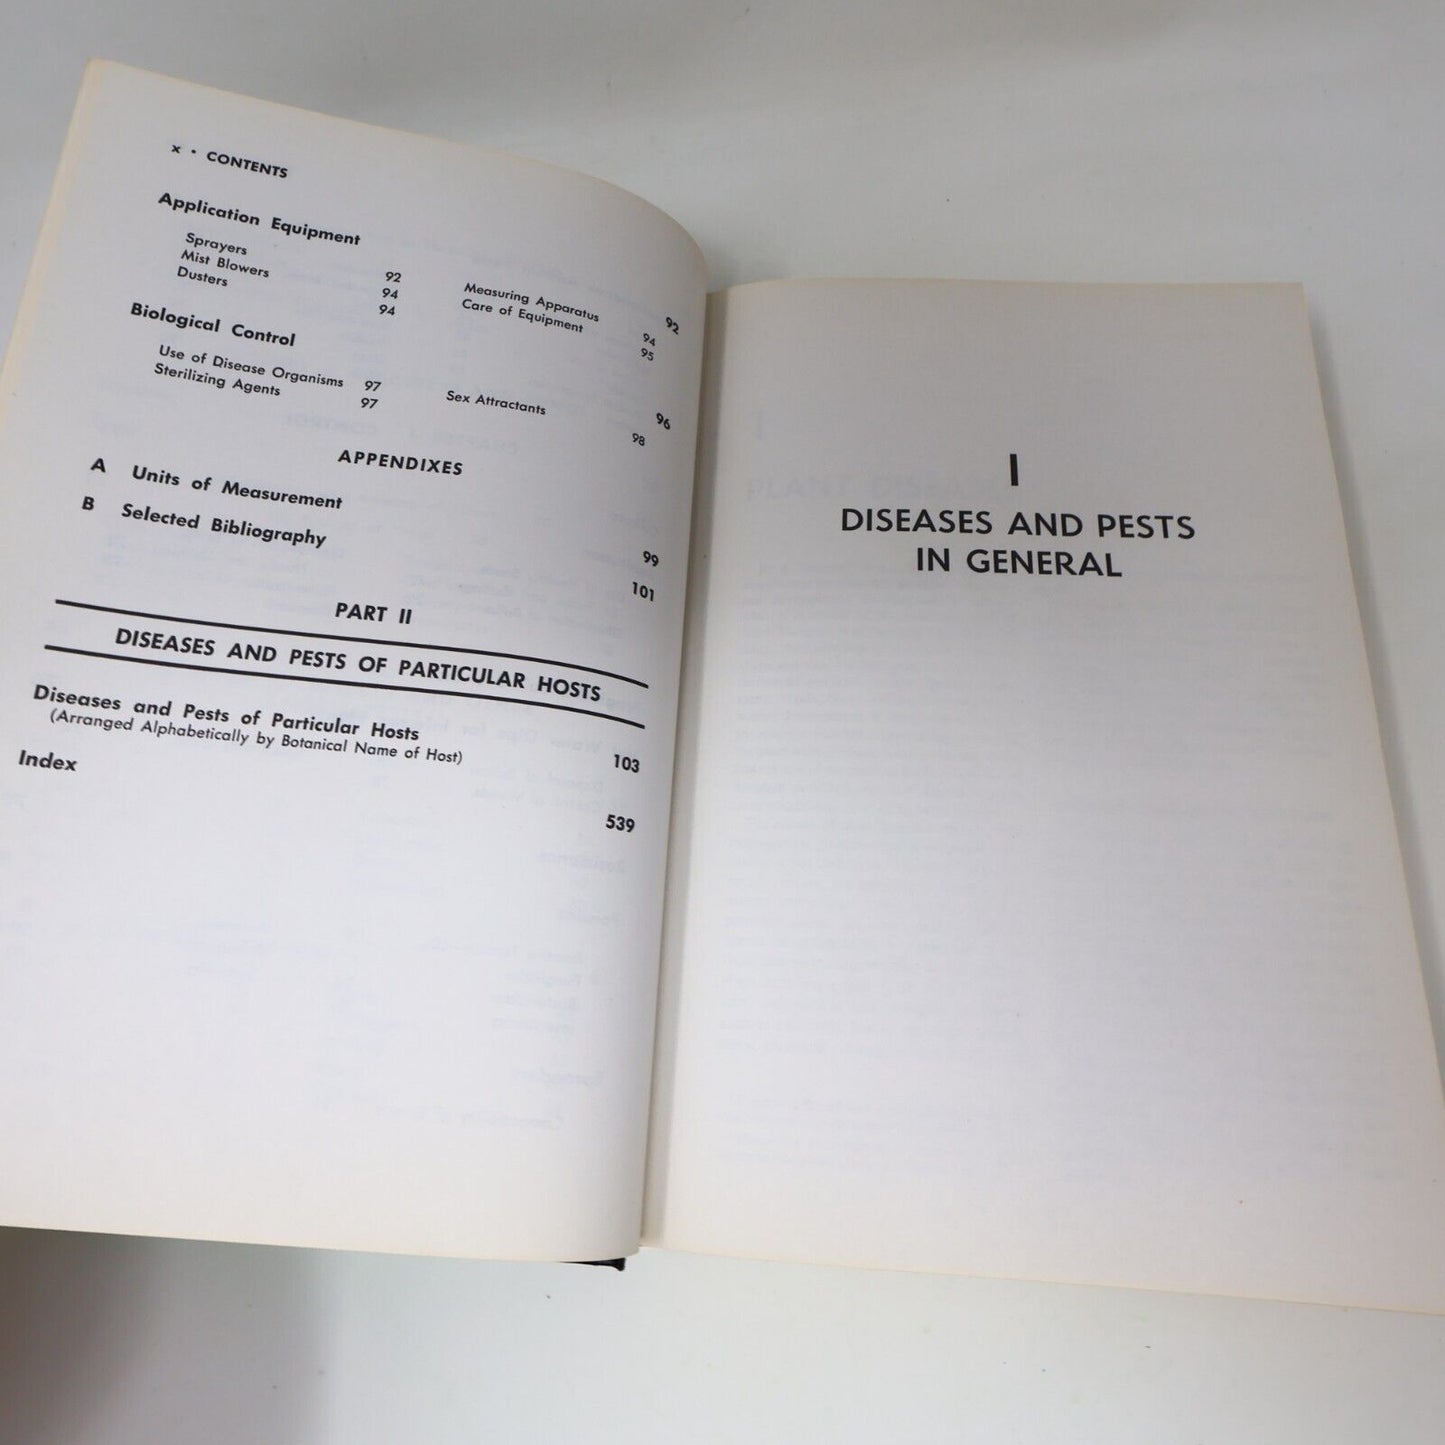 x • CONTENTS
Application Equipment 92
Sprayers 92
Mist Blowers 94
Dusters 94
Measuring Apparatus 94
Care of Equipment 95
Biological Control 96
Use of Disease Organisms 97
Sterilizing Agents 97
Sex Attractants 98
APPENDIXES
A Units of Measurement 99
B Selected Bibliography 101
PART II
DISEASES AND PESTS OF PARTICULAR HOSTS
Diseases and Pests of Particular Hosts 103
(Arranged Alphabetically by Botanical Name of Host)
Index 539
I
DISEASES AND PESTS
IN GENERAL